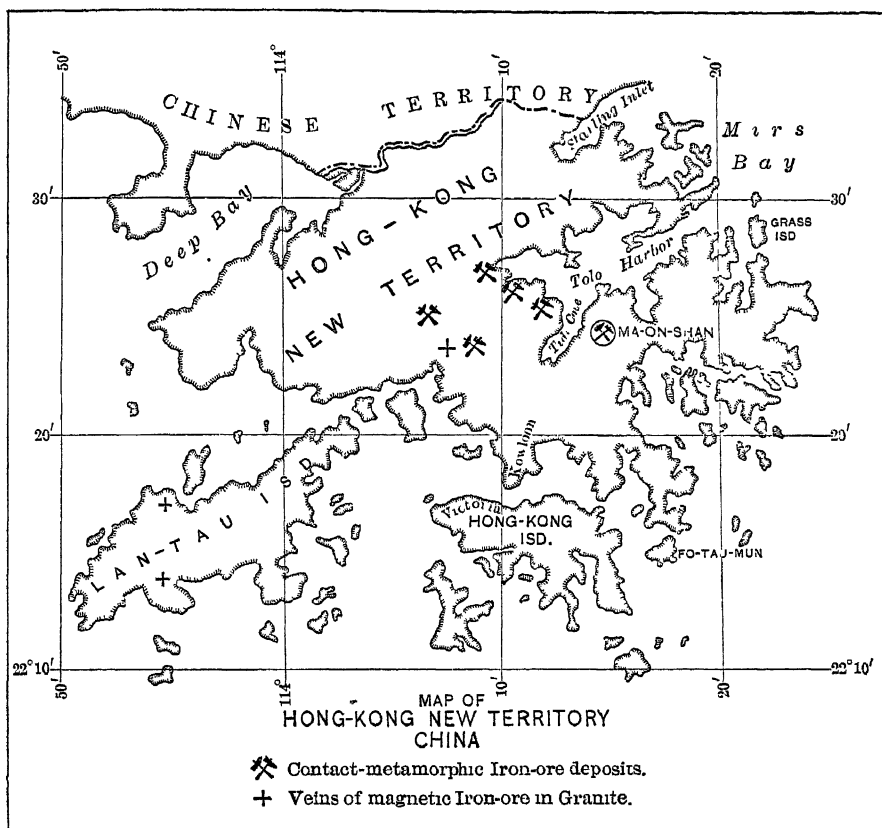 50'
114°
10'
20'
CHINESE TERRITORY
Starling Inlet
Mirs
Bay
30'
30'
Deep Bay
HONG-KONG
NEW TERRITORY
GRASS
ISD
Tolo Harbor
Tide Cove
MA-ON-SHAN
20'
20'
Kowloon
LAN-TAU ISD
Victoria
HONG-KONG
ISD.
FO-TAU-MUN
22°10'
22°10'
50'
114°
10'
20'
MAP OF
HONG-KONG NEW TERRITORY
CHINA
Contact-metamorphic Iron-ore deposits.
Veins of magnetic Iron-ore in Granite.